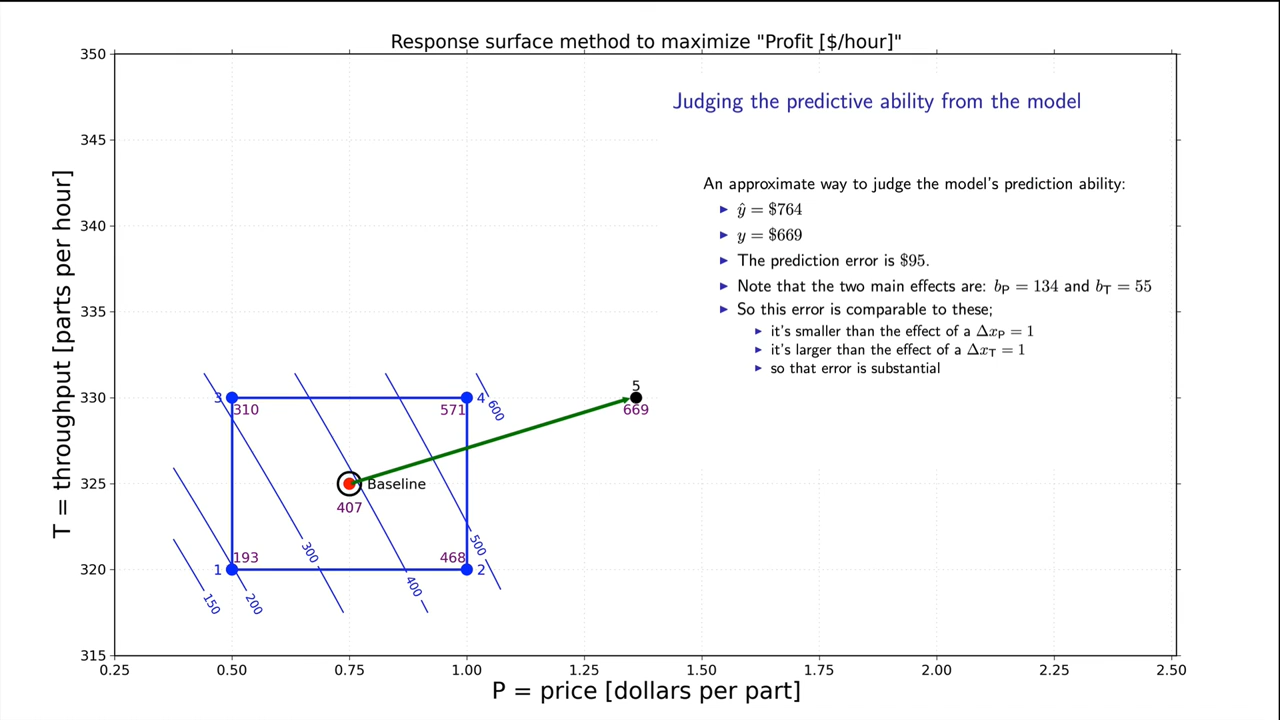 Response surface method to maximize "Profit [$/hour]"
350
345
340
335
330
325
320
315
T = throughput [parts per hour]
Judging the predictive ability from the model
An approximate way to judge the model's prediction ability:
► ŷ = $764
► y = $669
► The prediction error is $95.
► Note that the two main effects are: b_P = 134 and b_T = 55
► So this error is comparable to these;
► it's smaller than the effect of a Δx_P = 1
► it's larger than the effect of a Δx_T = 1
► so that error is substantial
5
669
3
310
571
4
600
Baseline
407
193
468
1
2
300
400
500
150
200
0.25 0.50 0.75 1.00 1.25 1.50 1.75 2.00 2.25 2.50
P = price [dollars per part]